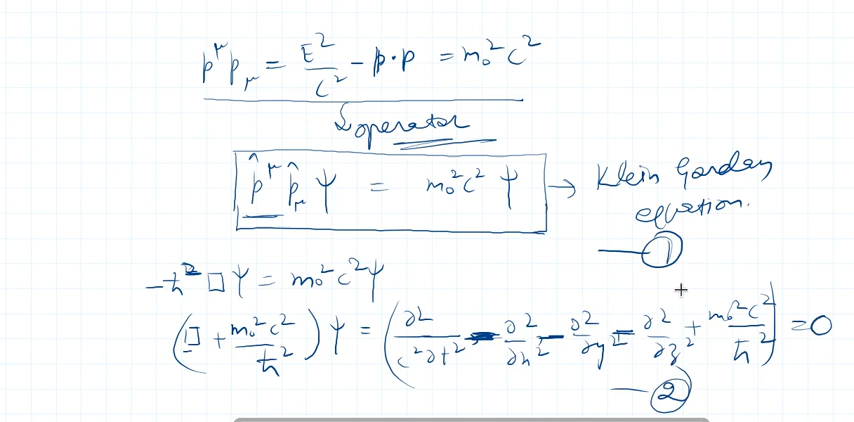 p^μ p_μ = E²/c² − p·p = m₀²c²
operator
p̂^μ p̂_μ Ψ = m₀²c² Ψ → Klein Gordan
equation.
①
−ħ² □ Ψ = m₀²c²Ψ
(□ + m₀²c²/ħ²) Ψ = (∂²/c²∂t² − ∂²/∂x² − ∂²/∂y² − ∂²/∂z² + m₀²c²/ħ²) = 0
②